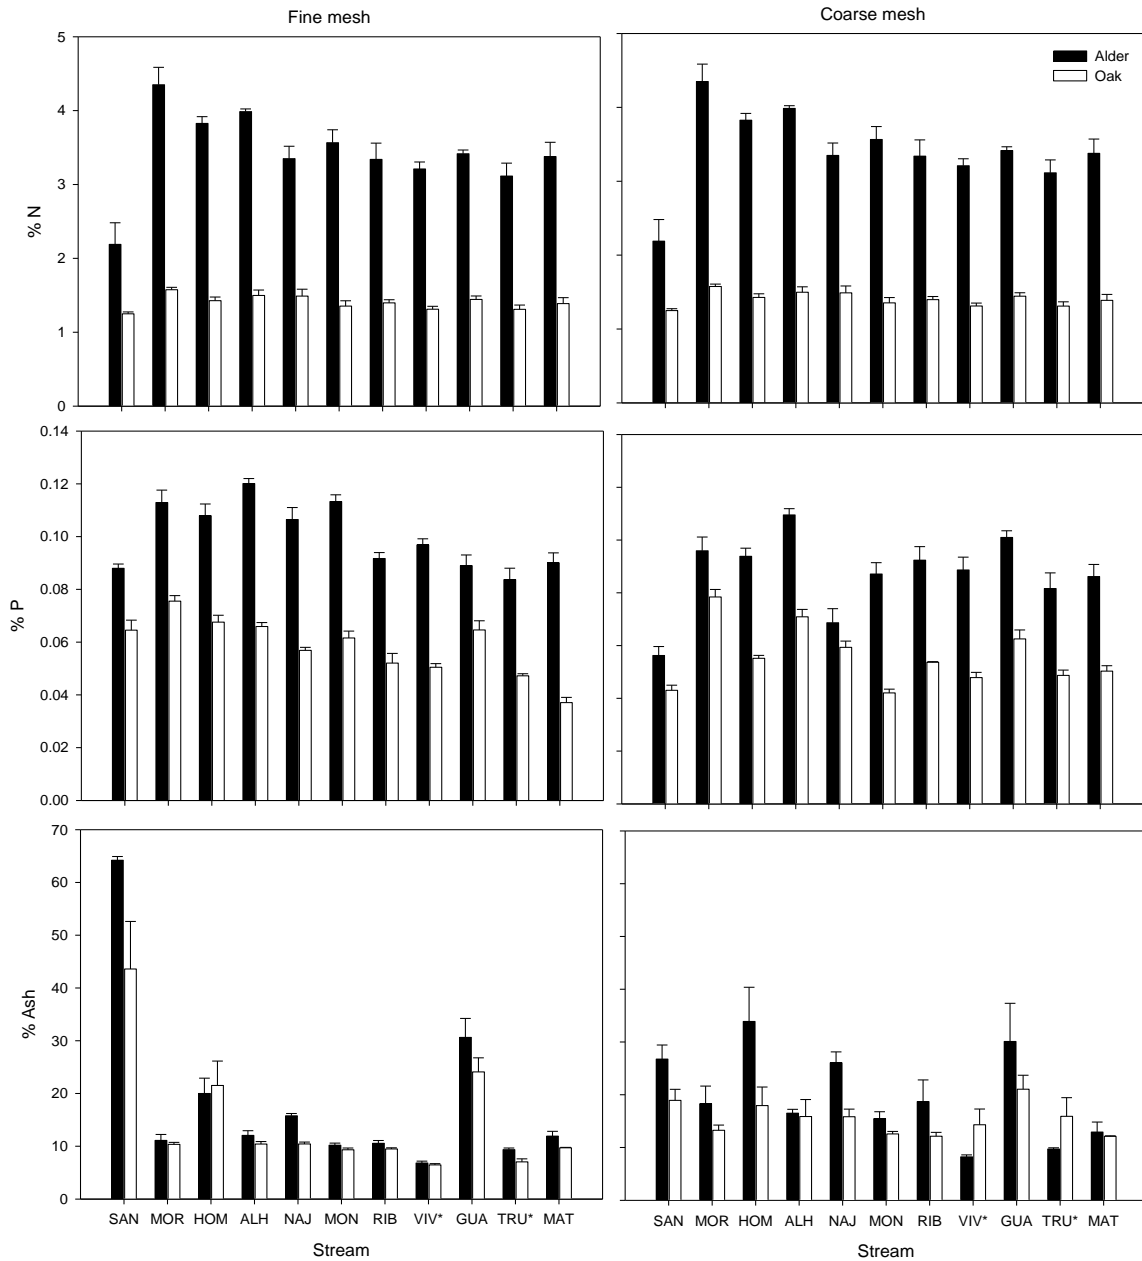 Fine mesh
Coarse mesh
Alder
Oak
% N
5
4
3
2
1
0
% P
0.14
0.12
0.10
0.08
0.06
0.04
0.02
0.00
% Ash
70
60
50
40
30
20
10
0
SAN MOR HOM ALH NAJ MON RIB VIV* GUA TRU* MAT
SAN MOR HOM ALH NAJ MON RIB VIV* GUA TRU* MAT
Stream
Stream